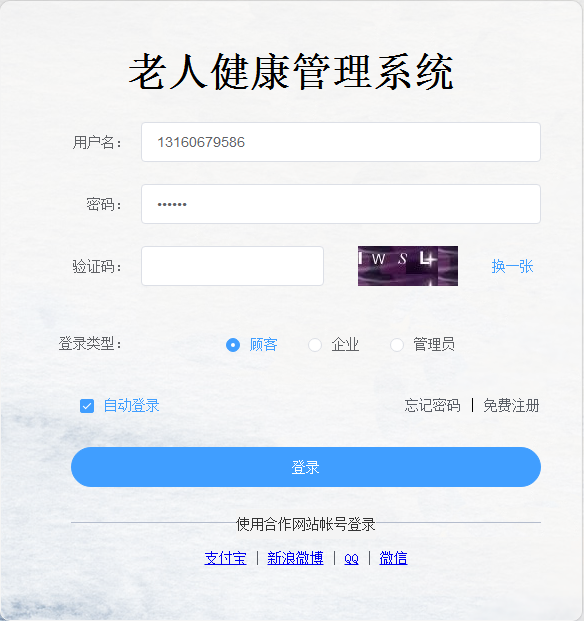 老人健康管理系统
用户名：
13160679586
密码：
••••••
验证码：
换一张
登录类型：
顾客
企业
管理员
自动登录
忘记密码 | 免费注册
登录
使用合作网站帐号登录
支付宝 | 新浪微博 | QQ | 微信